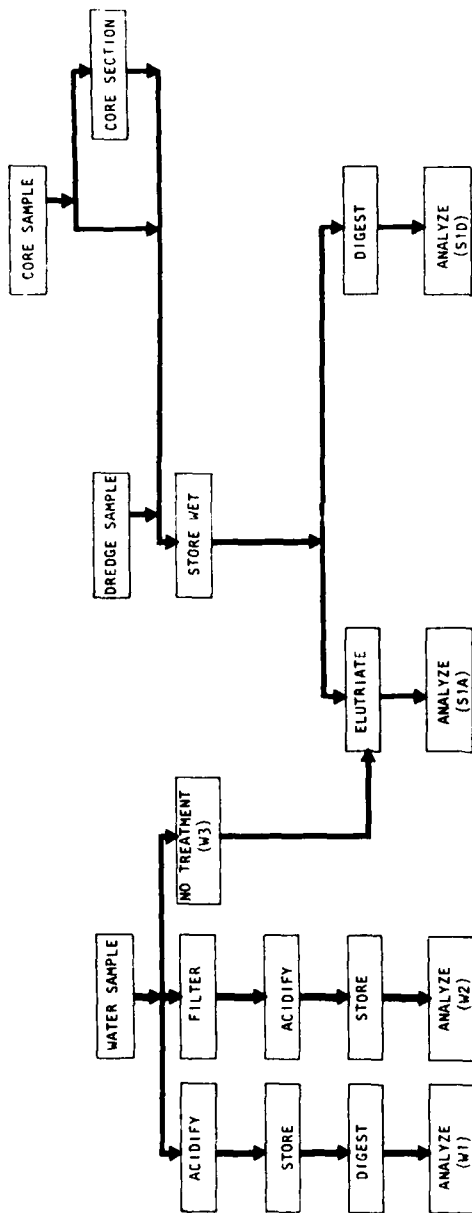 WATER SAMPLE
DREDGE SAMPLE
CORE SAMPLE
CORE SECTION
ACIDIFY
FILTER
NO TREATMENT
(W3)
STORE WET
STORE
ACIDIFY
DIGEST
STORE
ELUTRIATE
DIGEST
ANALYZE
(W1)
ANALYZE
(W2)
ANALYZE
(S1A)
ANALYZE
(S1D)